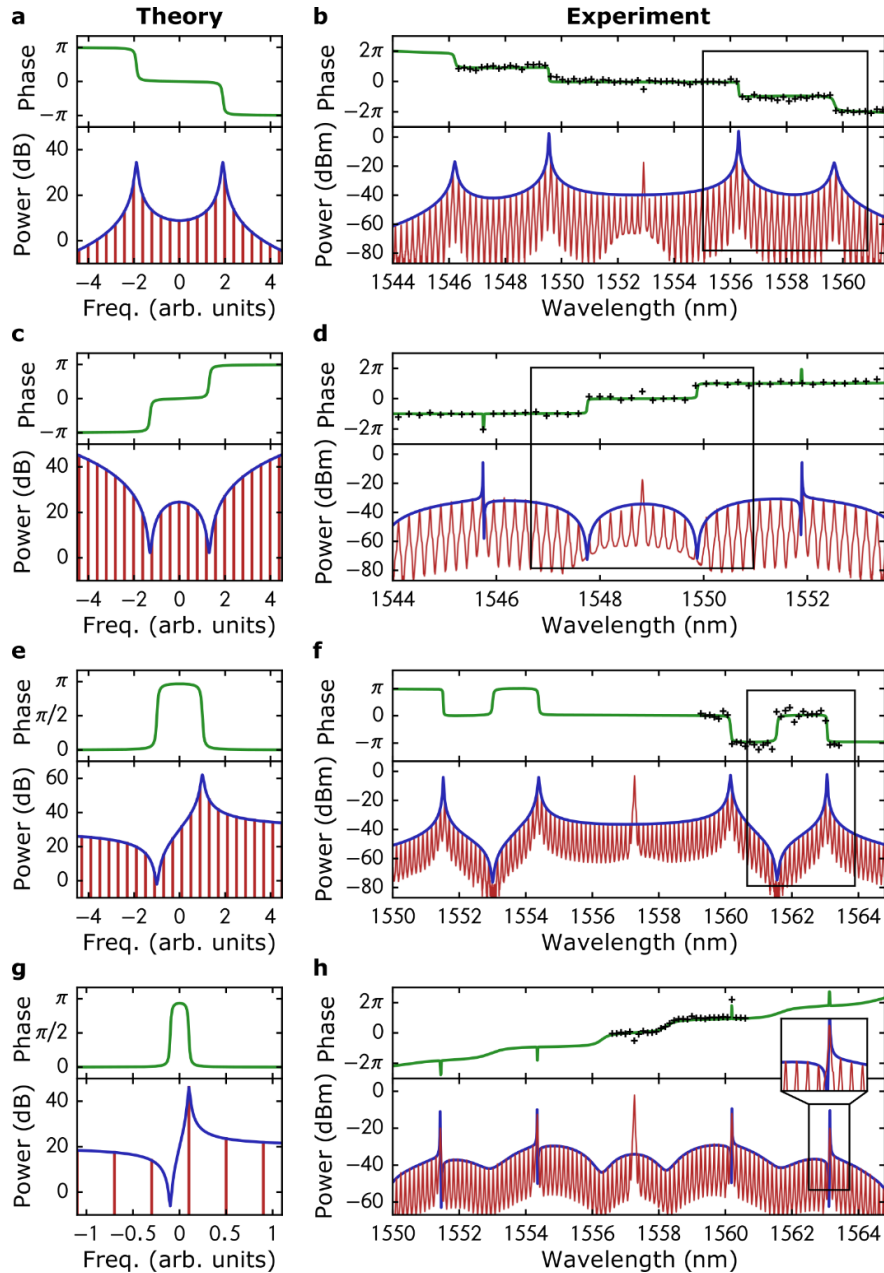 Theory
Experiment
a
Phase
π
0
−π
Power (dB)
40
20
0
−4 −2 0 2 4
Freq. (arb. units)
b
Phase
2π
0
−2π
Power (dBm)
0
−20
−40
−60
−80
1544 1546 1548 1550 1552 1554 1556 1558 1560
Wavelength (nm)
c
Phase
π
0
−π
Power (dB)
40
20
0
−4 −2 0 2 4
Freq. (arb. units)
d
Phase
2π
0
−2π
Power (dBm)
0
−20
−40
−60
−80
1544 1546 1548 1550 1552
Wavelength (nm)
e
Phase
π
π/2
0
Power (dB)
60
40
20
0
−4 −2 0 2 4
Freq. (arb. units)
f
Phase
π
0
−π
Power (dBm)
0
−20
−40
−60
−80
1550 1552 1554 1556 1558 1560 1562 1564
Wavelength (nm)
g
Phase
π
π/2
0
Power (dB)
40
20
0
−1 −0.5 0 0.5 1
Freq. (arb. units)
h
Phase
2π
0
−2π
Power (dBm)
0
−20
−40
−60
1550 1552 1554 1556 1558 1560 1562 1564
Wavelength (nm)